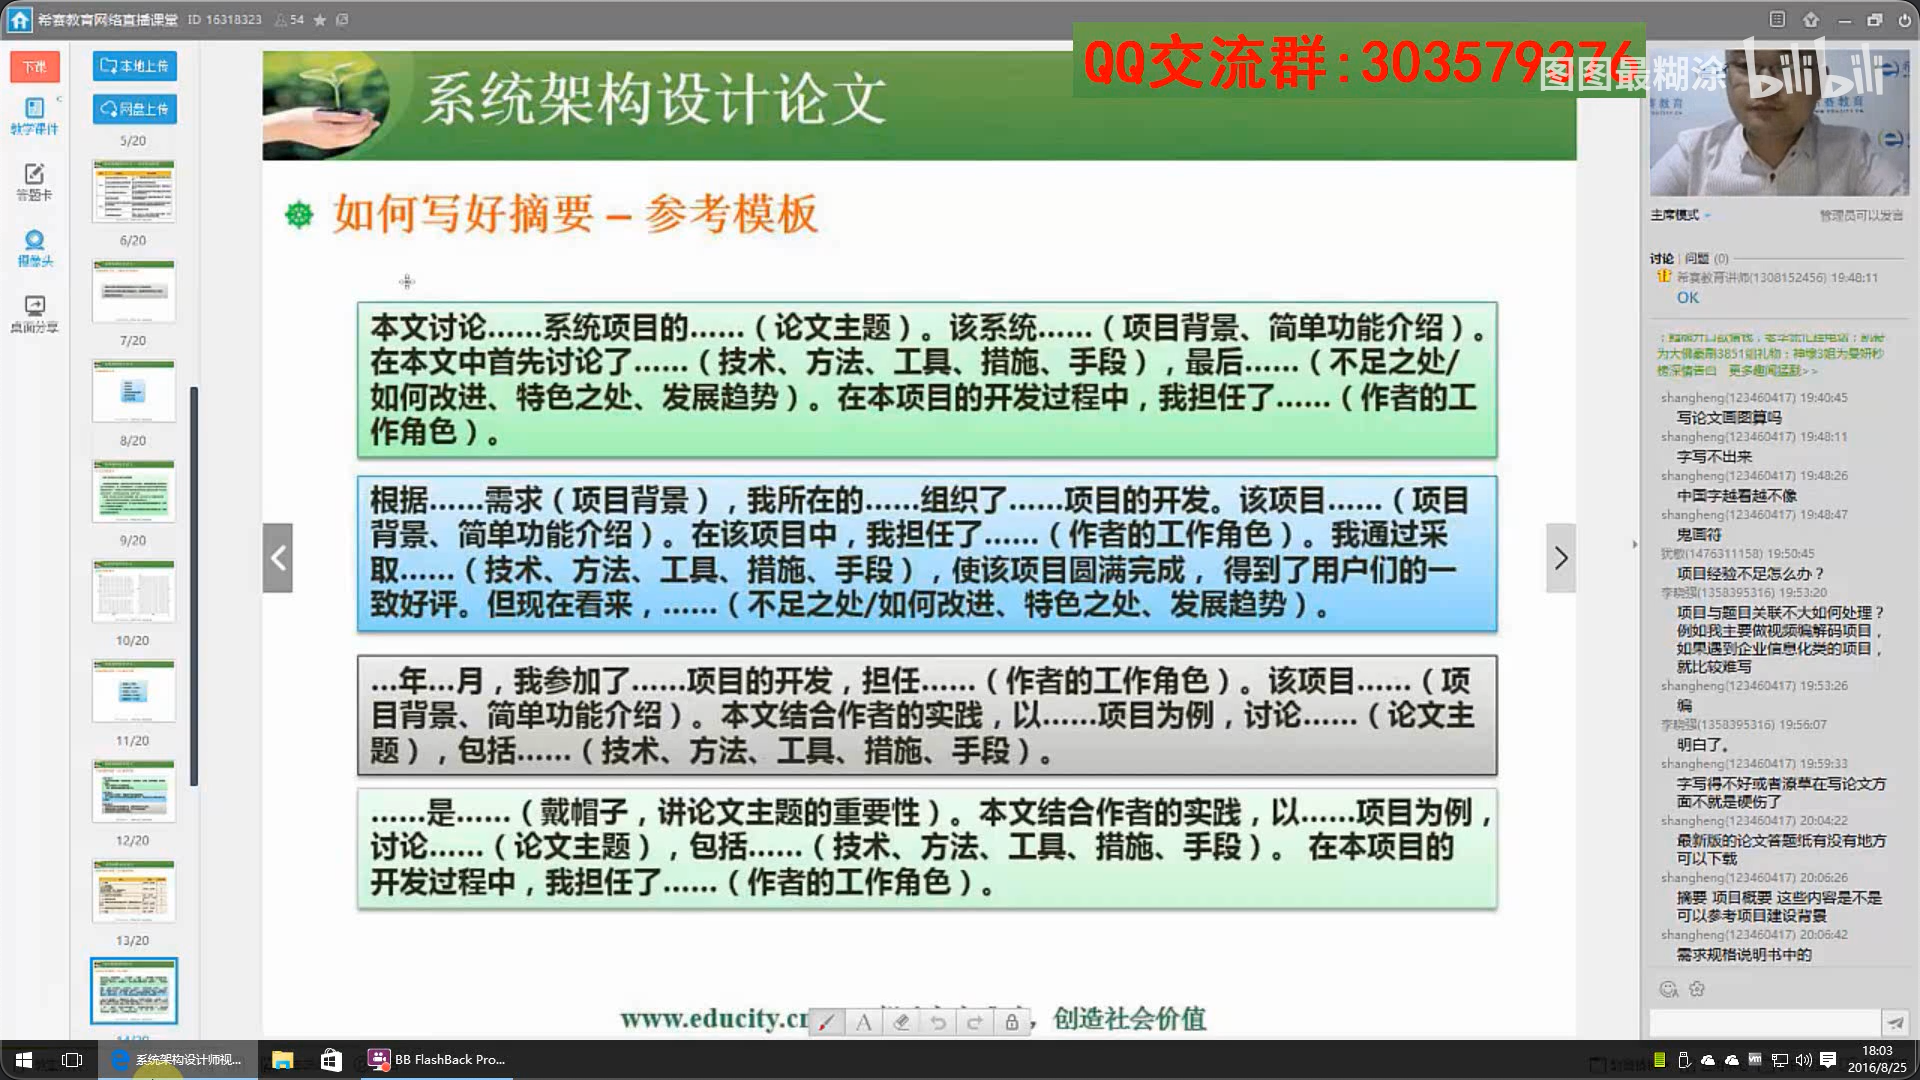 希赛教育网络直播课堂 ID 16318323 54
QQ交流群:303579376
图图最糊涂 bilibili
下课
教学课件
答题卡
摄像头
桌面分享
本地上传
网盘上传
5/20
6/20
7/20
8/20
9/20
10/20
11/20
12/20
13/20
系统架构设计论文
如何写好摘要 – 参考模板
本文讨论……系统项目的……（论文主题）。该系统……（项目背景、简单功能介绍）。
在本文中首先讨论了……（技术、方法、工具、措施、手段），最后……（不足之处/
如何改进、特色之处、发展趋势）。在本项目的开发过程中，我担任了……（作者的工
作角色）。
根据……需求（项目背景），我所在的……组织了……项目的开发。该项目……（项目
背景、简单功能介绍）。在该项目中，我担任了……（作者的工作角色）。我通过采
取……（技术、方法、工具、措施、手段），使该项目圆满完成， 得到了用户们的一
致好评。但现在看来，……（不足之处/如何改进、特色之处、发展趋势）。
…年…月，我参加了……项目的开发，担任……（作者的工作角色）。该项目……（项
目背景、简单功能介绍）。本文结合作者的实践，以……项目为例，讨论……（论文主
题），包括……（技术、方法、工具、措施、手段）。
……是……（戴帽子，讲论文主题的重要性）。本文结合作者的实践，以……项目为例，
讨论……（论文主题），包括……（技术、方法、工具、措施、手段）。 在本项目的
开发过程中，我担任了……（作者的工作角色）。
www.educity.cn
，创造社会价值
主席模式 管理员可以发言
讨论 | 问题 (0)
希赛教育讲师(1308152456) 19:48:11
OK
为大佛豪刷3851组礼物：神壕3姐为曼妍秒
榜深情告白 更多趣闻猛戳>>
shangheng(123460417) 19:40:45
写论文画图算吗
shangheng(123460417) 19:48:11
字写不出来
shangheng(123460417) 19:48:26
中国字越看越不像
shangheng(123460417) 19:48:47
鬼画符
犹敏(1476311158) 19:50:45
项目经验不足怎么办？
李晓强(1358395316) 19:53:20
项目与题目关联不大如何处理？
例如我主要做视频编解码项目，
如果遇到企业信息化类的项目，
就比较难写
shangheng(123460417) 19:53:26
编
李晓强(1358395316) 19:56:07
明白了。
shangheng(123460417) 19:59:33
字写得不好或者潦草在写论文方
面不就是硬伤了
shangheng(123460417) 20:04:22
最新版的论文答题纸有没有地方
可以下载
shangheng(123460417) 20:06:26
摘要 项目概要 这些内容是不是
可以参考项目建设背景
shangheng(123460417) 20:06:42
需求规格说明书中的
系统架构设计师视...
BB FlashBack Pro...
18:03
2016/8/25